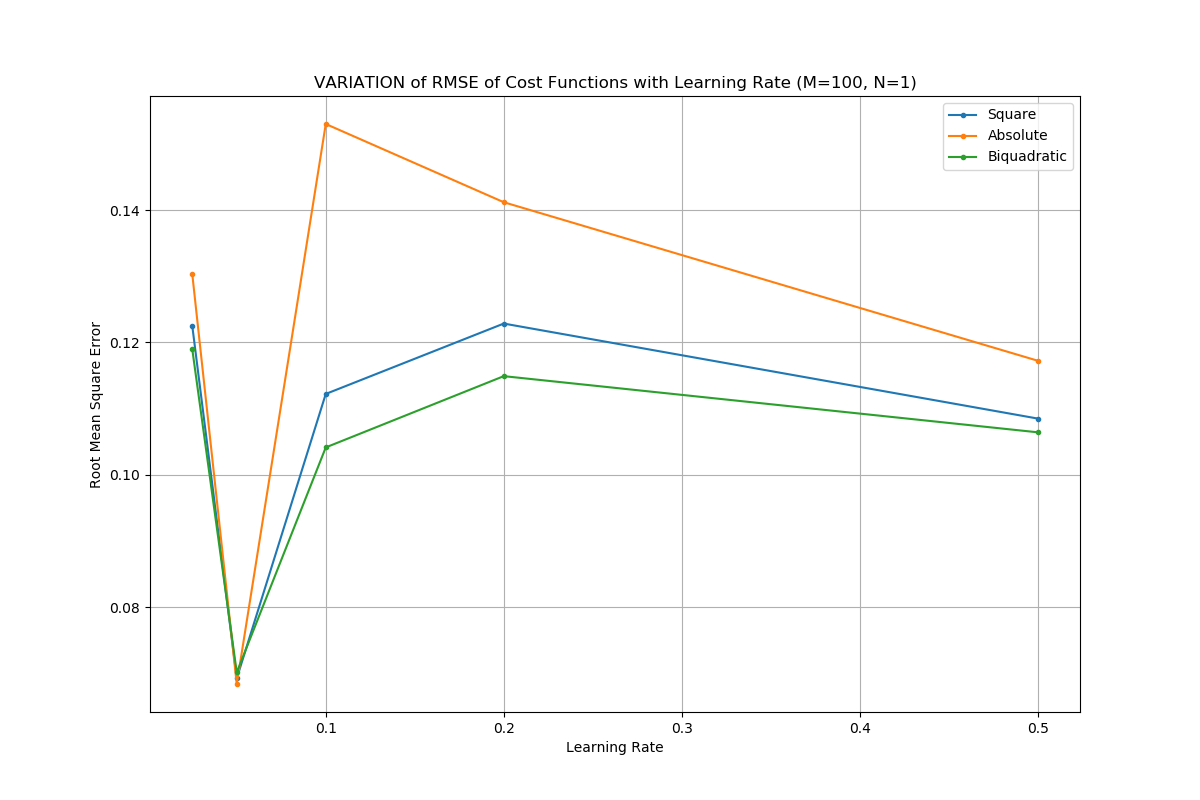 VARIATION of RMSE of Cost Functions with Learning Rate (M=100, N=1)
Square
Absolute
Biquadratic
Root Mean Square Error
0.14
0.12
0.10
0.08
0.1
0.2
0.3
0.4
0.5
Learning Rate